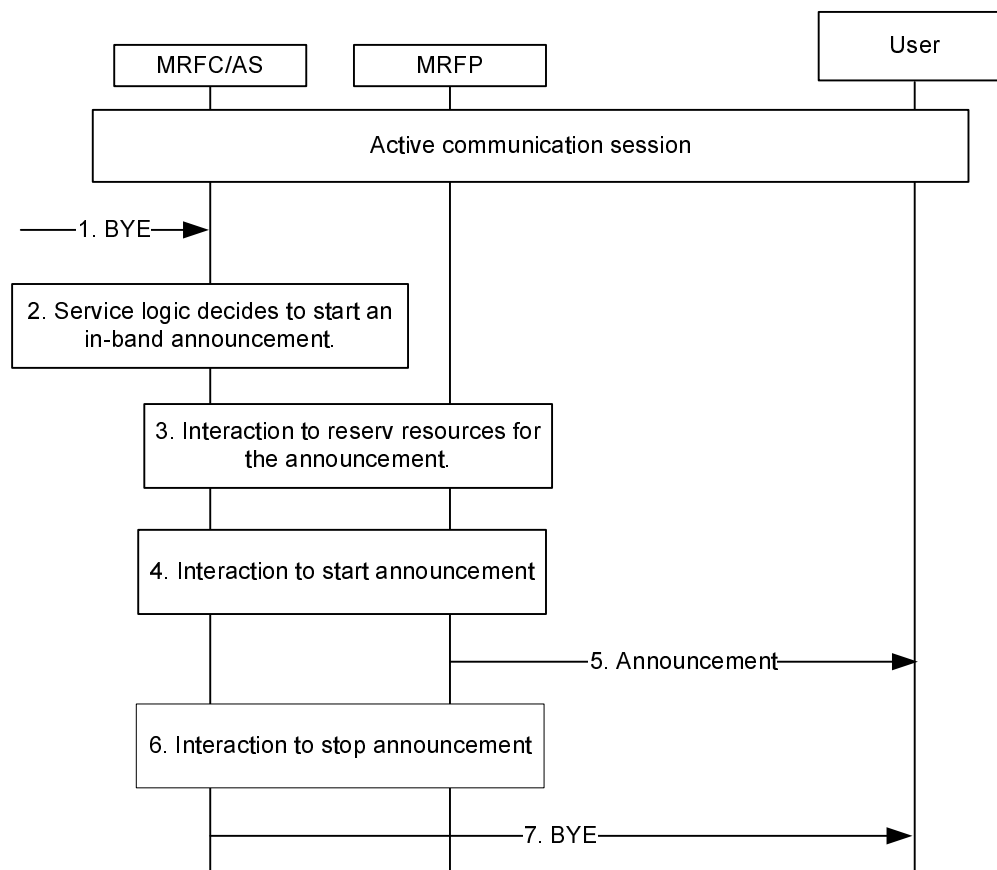 MRFC/AS
MRFP
User
Active communication session
1. BYE
2. Service logic decides to start an
in-band announcement.
3. Interaction to reserv resources for
the announcement.
4. Interaction to start announcement
5. Announcement
6. Interaction to stop announcement
7. BYE